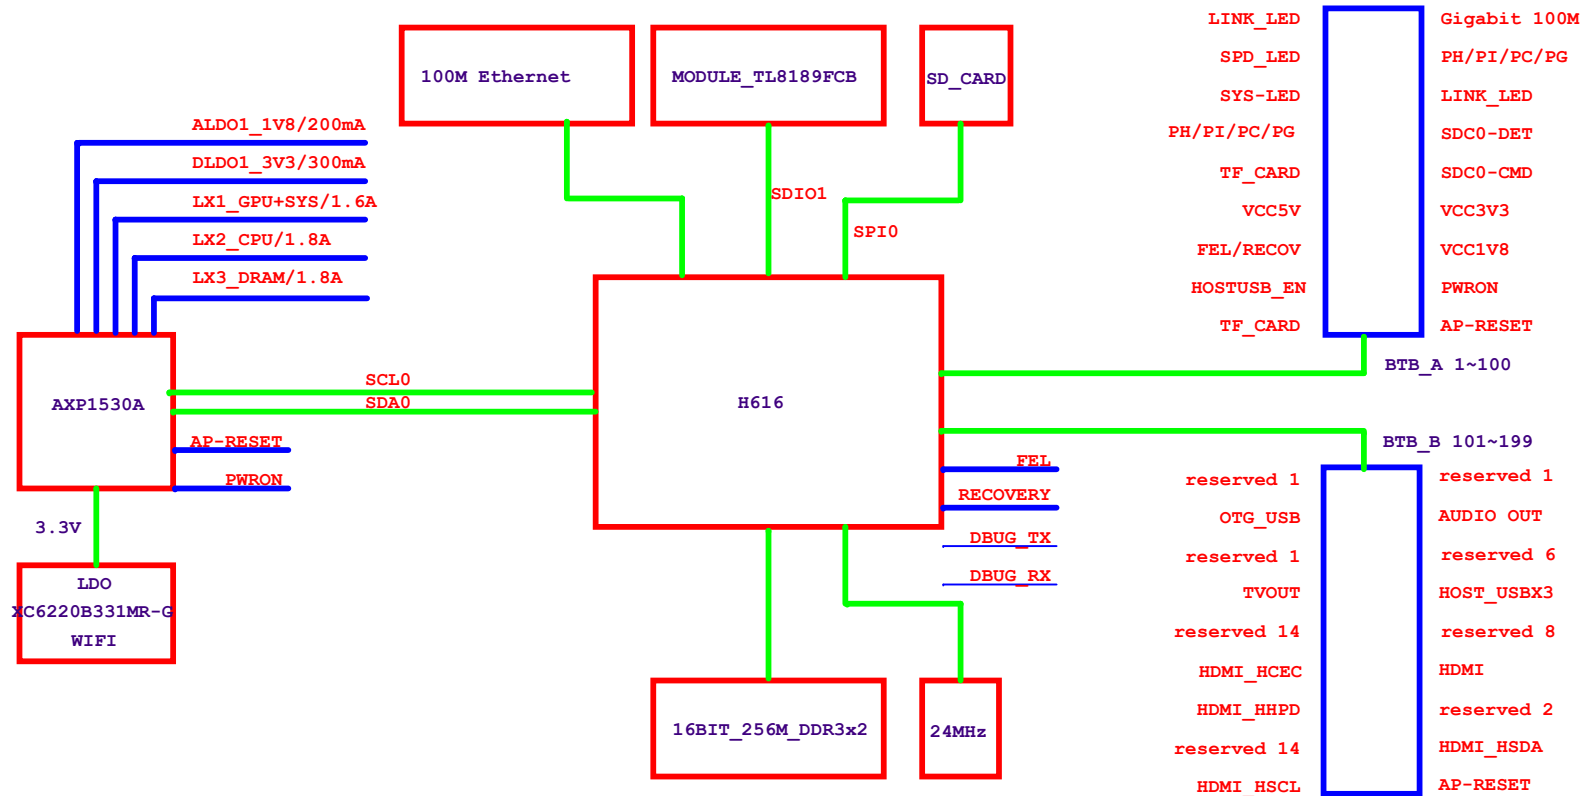 LINK_LED
Gigabit 100M
SPD_LED
PH/PI/PC/PG
SYS-LED
LINK_LED
PH/PI/PC/PG
SDC0-DET
TF_CARD
SDC0-CMD
VCC5V
VCC3V3
FEL/RECOV
VCC1V8
HOSTUSB_EN
PWRON
TF_CARD
AP-RESET
BTB_A 1~100
100M Ethernet
MODULE_TL8189FCB
SD_CARD
SDIO1
SPI0
ALDO1_1V8/200mA
DLDO1_3V3/300mA
LX1_GPU+SYS/1.6A
LX2_CPU/1.8A
LX3_DRAM/1.8A
AXP1530A
SCL0
SDA0
AP-RESET
PWRON
3.3V
LDO
XC6220B331MR-G
WIFI
H616
FEL
RECOVERY
DBUG_TX
DBUG_RX
16BIT_256M_DDR3x2
24MHz
BTB_B 101~199
reserved 1
reserved 1
OTG_USB
AUDIO OUT
reserved 1
reserved 6
TVOUT
HOST_USBX3
reserved 14
reserved 8
HDMI_HCEC
HDMI
HDMI_HHPD
reserved 2
reserved 14
HDMI_HSDA
HDMI_HSCL
AP-RESET